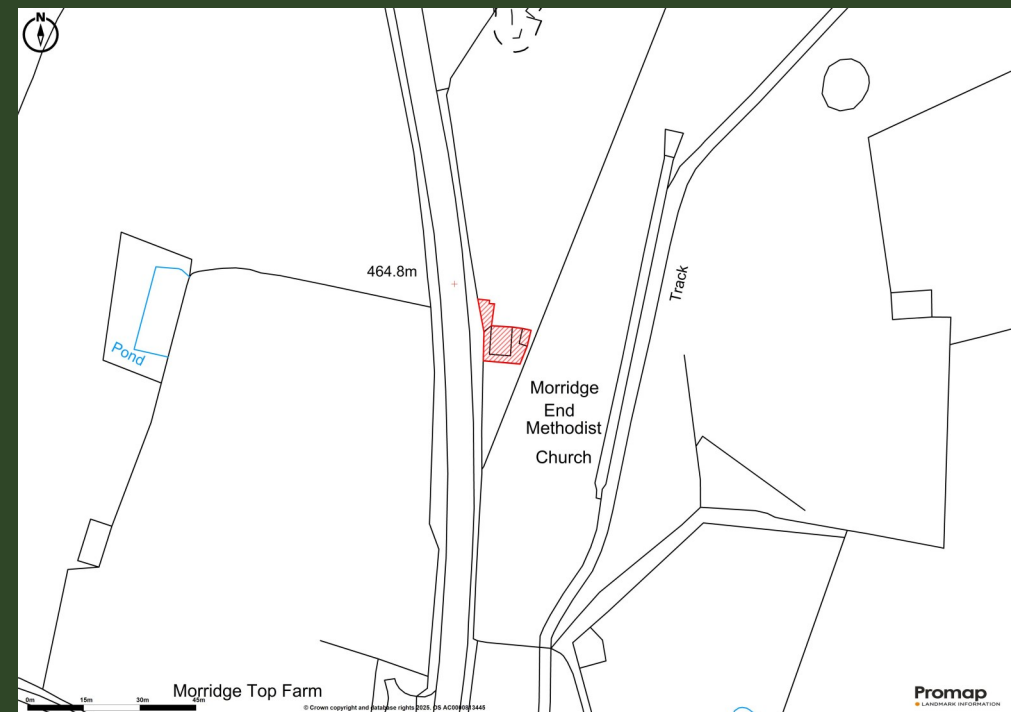 N
464.8m
Track
Pond
Morridge
End
Methodist
Church
Morridge Top Farm
0m 15m 30m 45m
© Crown copyright and database rights 2025. OS
Promap
LANDMARK INFORMATION